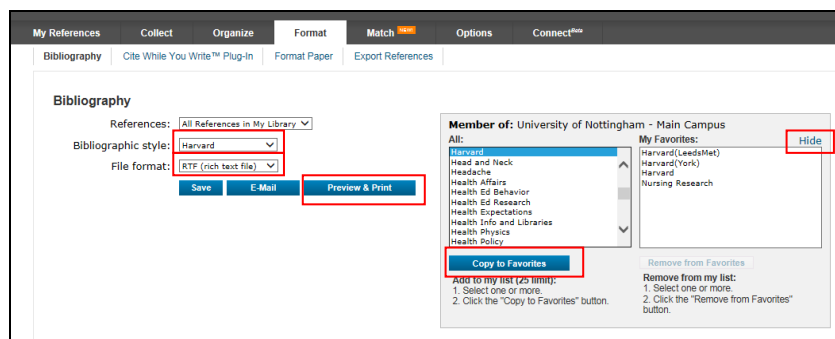 My References Collect Organize Format Match NEW Options Connect Beta
Bibliography Cite While You Write™ Plug-In Format Paper Export References
Bibliography
References: All References in My Library
Bibliographic style: Harvard
File format: RTF (rich text file)
Save E-Mail Preview & Print
Member of: University of Nottingham - Main Campus
All:
Harvard
Head and Neck
Headache
Health Affairs
Health Ed Behavior
Health Ed Research
Health Expectations
Health Info and Libraries
Health Physics
Health Policy
Copy to Favorites
Add to my list (25 limit):
1. Select one or more.
2. Click the "Copy to Favorites" button.
My Favorites:
Hide
Harvard(LeedsMet)
Harvard(York)
Harvard
Nursing Research
Remove from Favorites
Remove from my list:
1. Select one or more.
2. Click the "Remove from Favorites"
button.